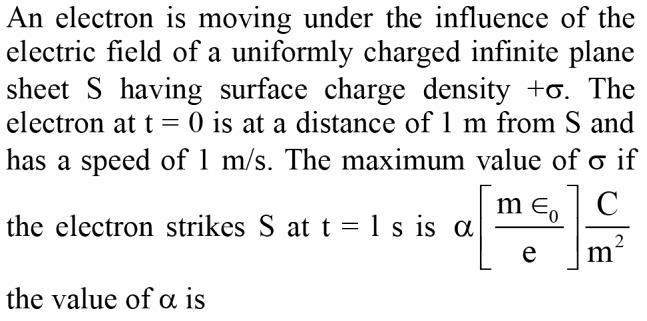 An electron is moving under the influence of the
electric field of a uniformly charged infinite plane
sheet S having surface charge density +σ. The
electron at t = 0 is at a distance of 1 m from S and
has a speed of 1 m/s. The maximum value of σ if
the electron strikes S at t = 1 s is α[m ∈₀ / e] C/m²
the value of α is